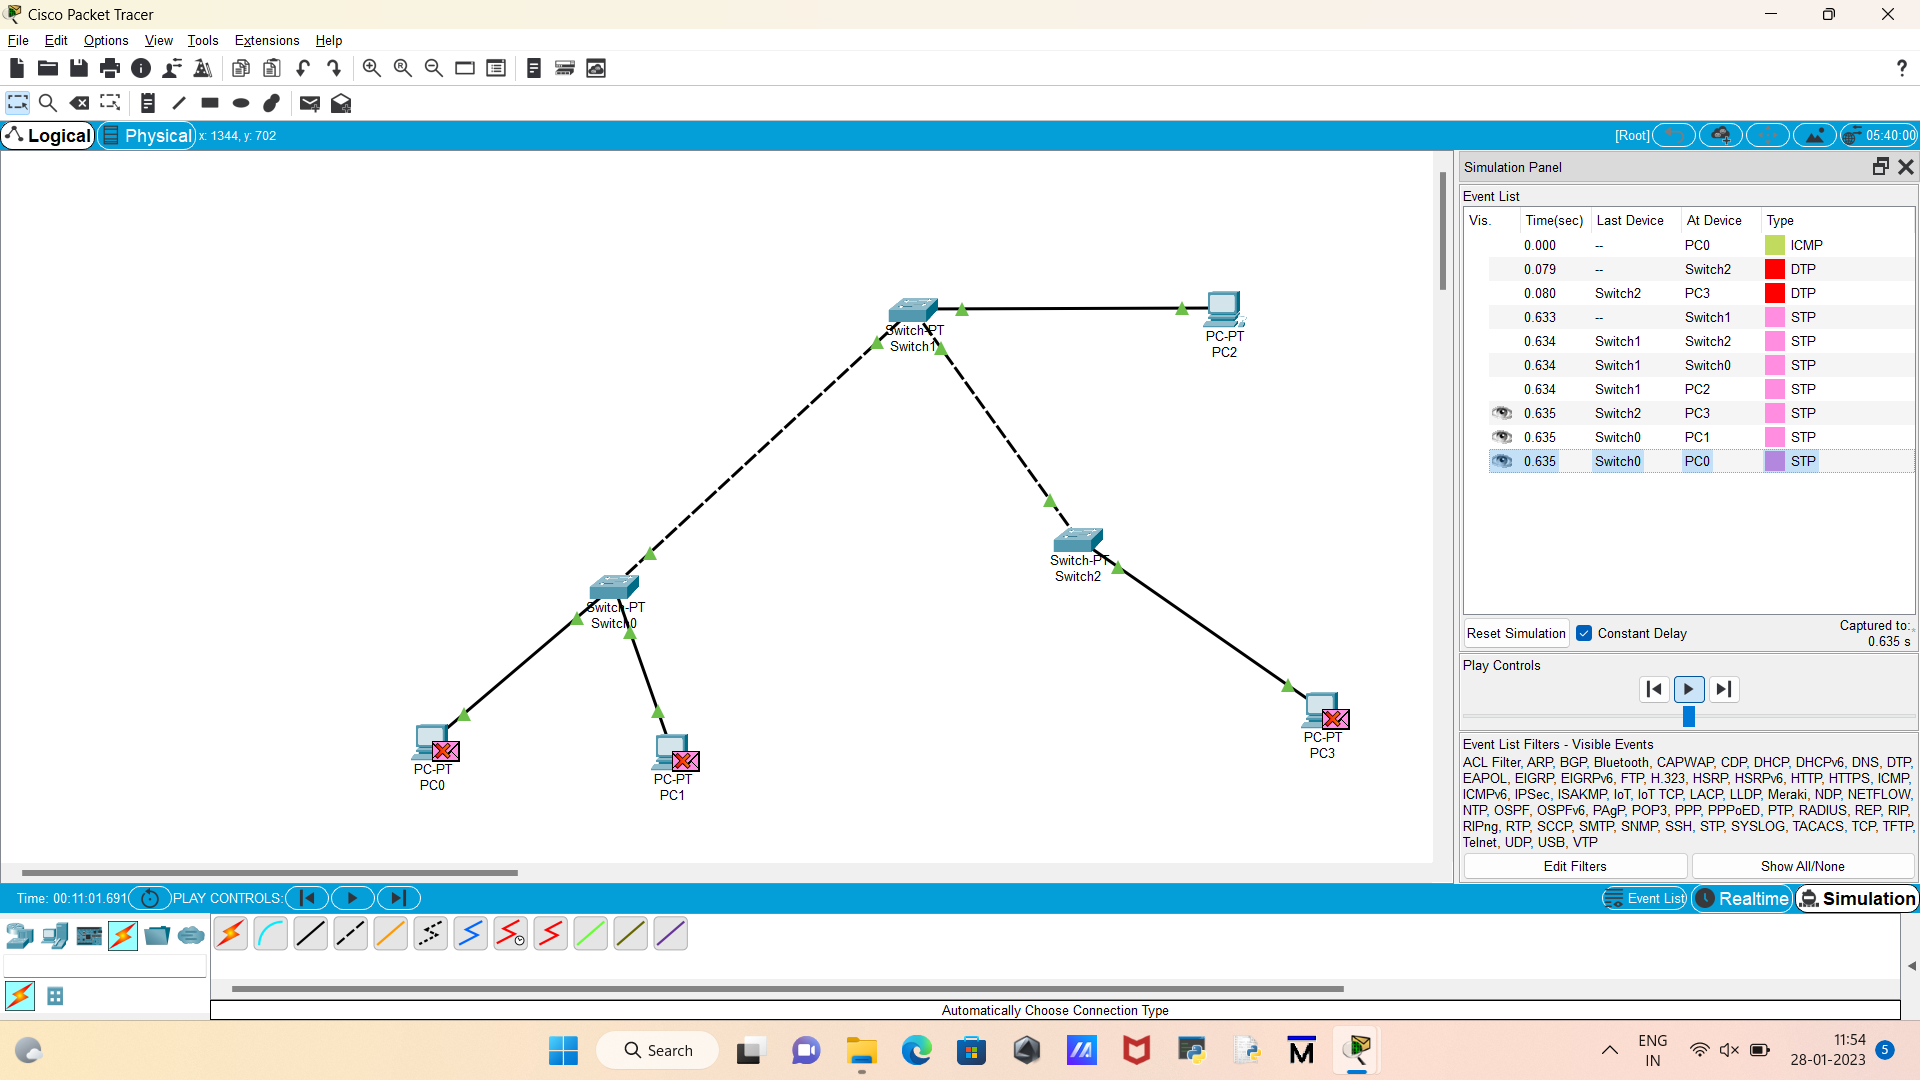 Cisco Packet Tracer
File Edit Options View Tools Extensions Help
?
Logical Physical x: 1344, y: 702 [Root] 05:40:00
Simulation Panel
Event List
Vis. Time(sec) Last Device At Device Type
0.000 -- PC0 ICMP
0.079 -- Switch2 DTP
0.080 Switch2 PC3 DTP
0.633 -- Switch1 STP
0.634 Switch1 Switch2 STP
0.634 Switch1 Switch0 STP
0.634 Switch1 PC2 STP
0.635 Switch2 PC3 STP
0.635 Switch0 PC1 STP
0.635 Switch0 PC0 STP
Reset Simulation Constant Delay Captured to:
0.635 s
Play Controls
Event List Filters - Visible Events
ACL Filter, ARP, BGP, Bluetooth, CAPWAP, CDP, DHCP, DHCPv6, DNS, DTP,
EAPOL, EIGRP, EIGRPv6, FTP, H.323, HSRP, HSRPv6, HTTP, HTTPS, ICMP,
ICMPv6, IPSec, ISAKMP, IoT, IoT TCP, LACP, LLDP, Meraki, NDP, NETFLOW,
NTP, OSPF, OSPFv6, PAgP, POP3, PPP, PPPoED, PTP, RADIUS, REP, RIP,
RIPng, RTP, SCCP, SMTP, SNMP, SSH, STP, SYSLOG, TACACS, TCP, TFTP,
Telnet, UDP, USB, VTP
Edit Filters Show All/None
Switch-PT
Switch1
PC-PT
PC2
Switch-PT
Switch2
Switch-PT
Switch0
PC-PT
PC3
PC-PT
PC0
PC-PT
PC1
Time: 00:11:01.691 PLAY CONTROLS: Event List Realtime Simulation
Automatically Choose Connection Type
Search
ENG
IN
11:54
28-01-2023
5